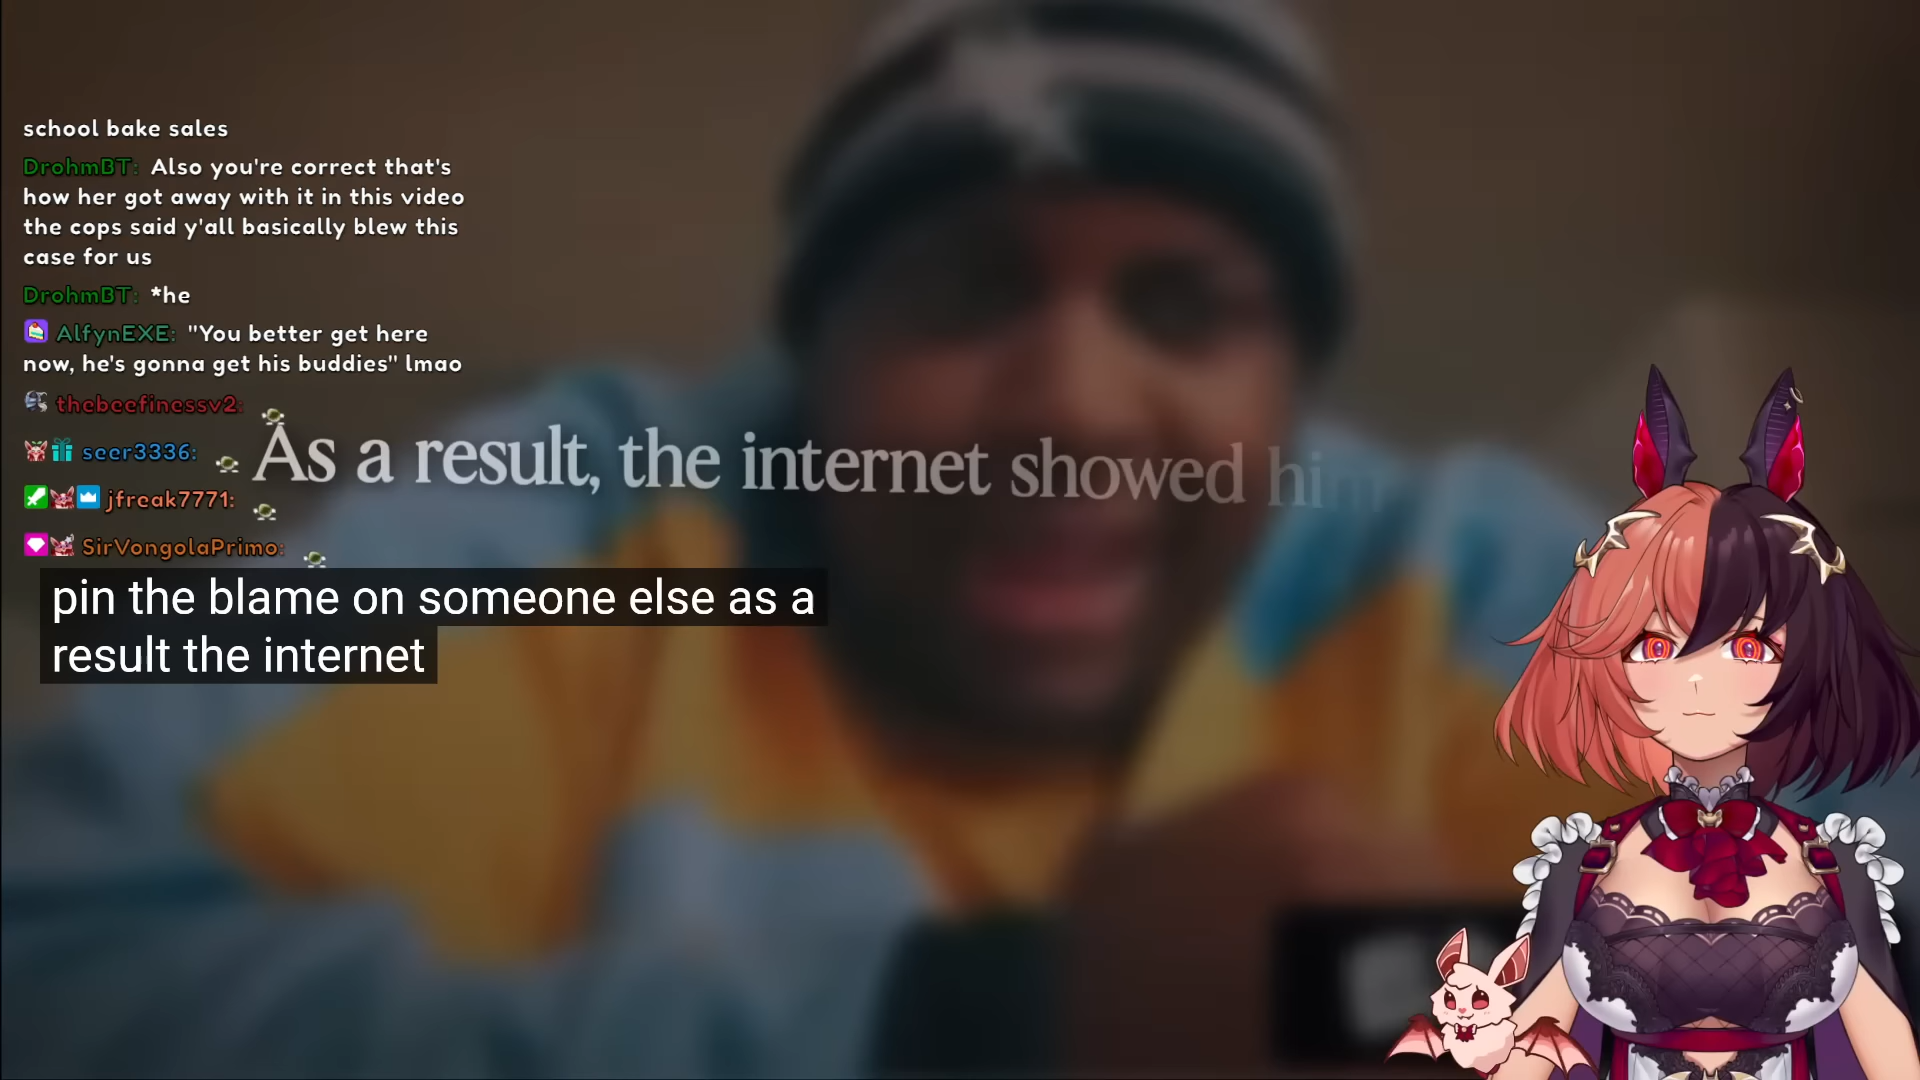 school bake sales
DrohmBT: Also you're correct that's
how her got away with it in this video
the cops said y'all basically blew this
case for us
DrohmBT: *he
AlfynEXE: "You better get here
now, he's gonna get his buddies" lmao
thebeefinessv2:
seer3336:
jfreak7771:
SirVongolaPrimo:
As a result, the internet showed him
pin the blame on someone else as a
result the internet